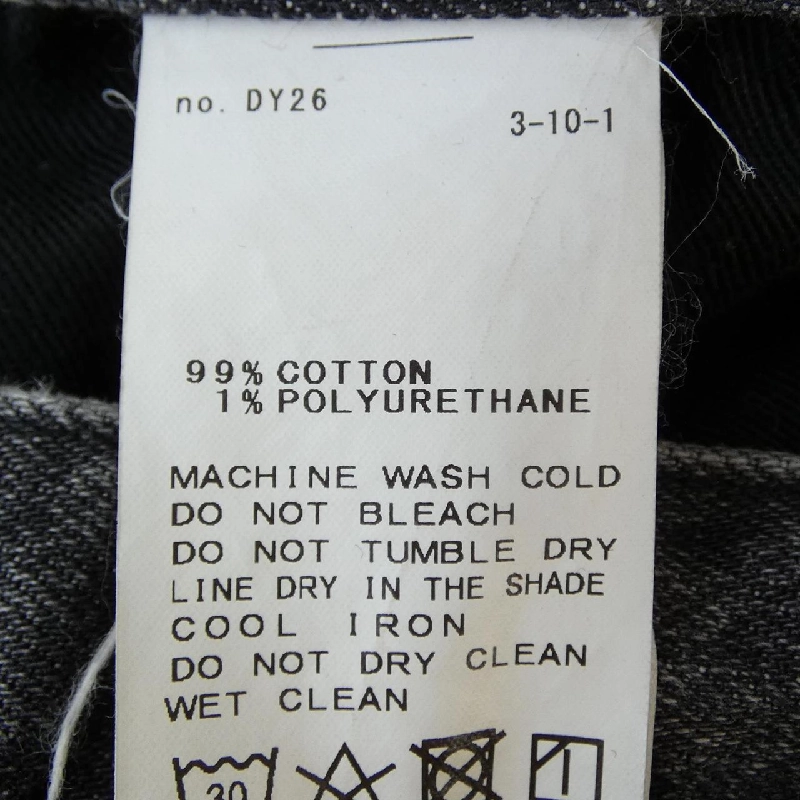 no. DY26
3-10-1
99% COTTON
1% POLYURETHANE
MACHINE WASH COLD
DO NOT BLEACH
DO NOT TUMBLE DRY
LINE DRY IN THE SHADE
COOL IRON
DO NOT DRY CLEAN
WET CLEAN
30